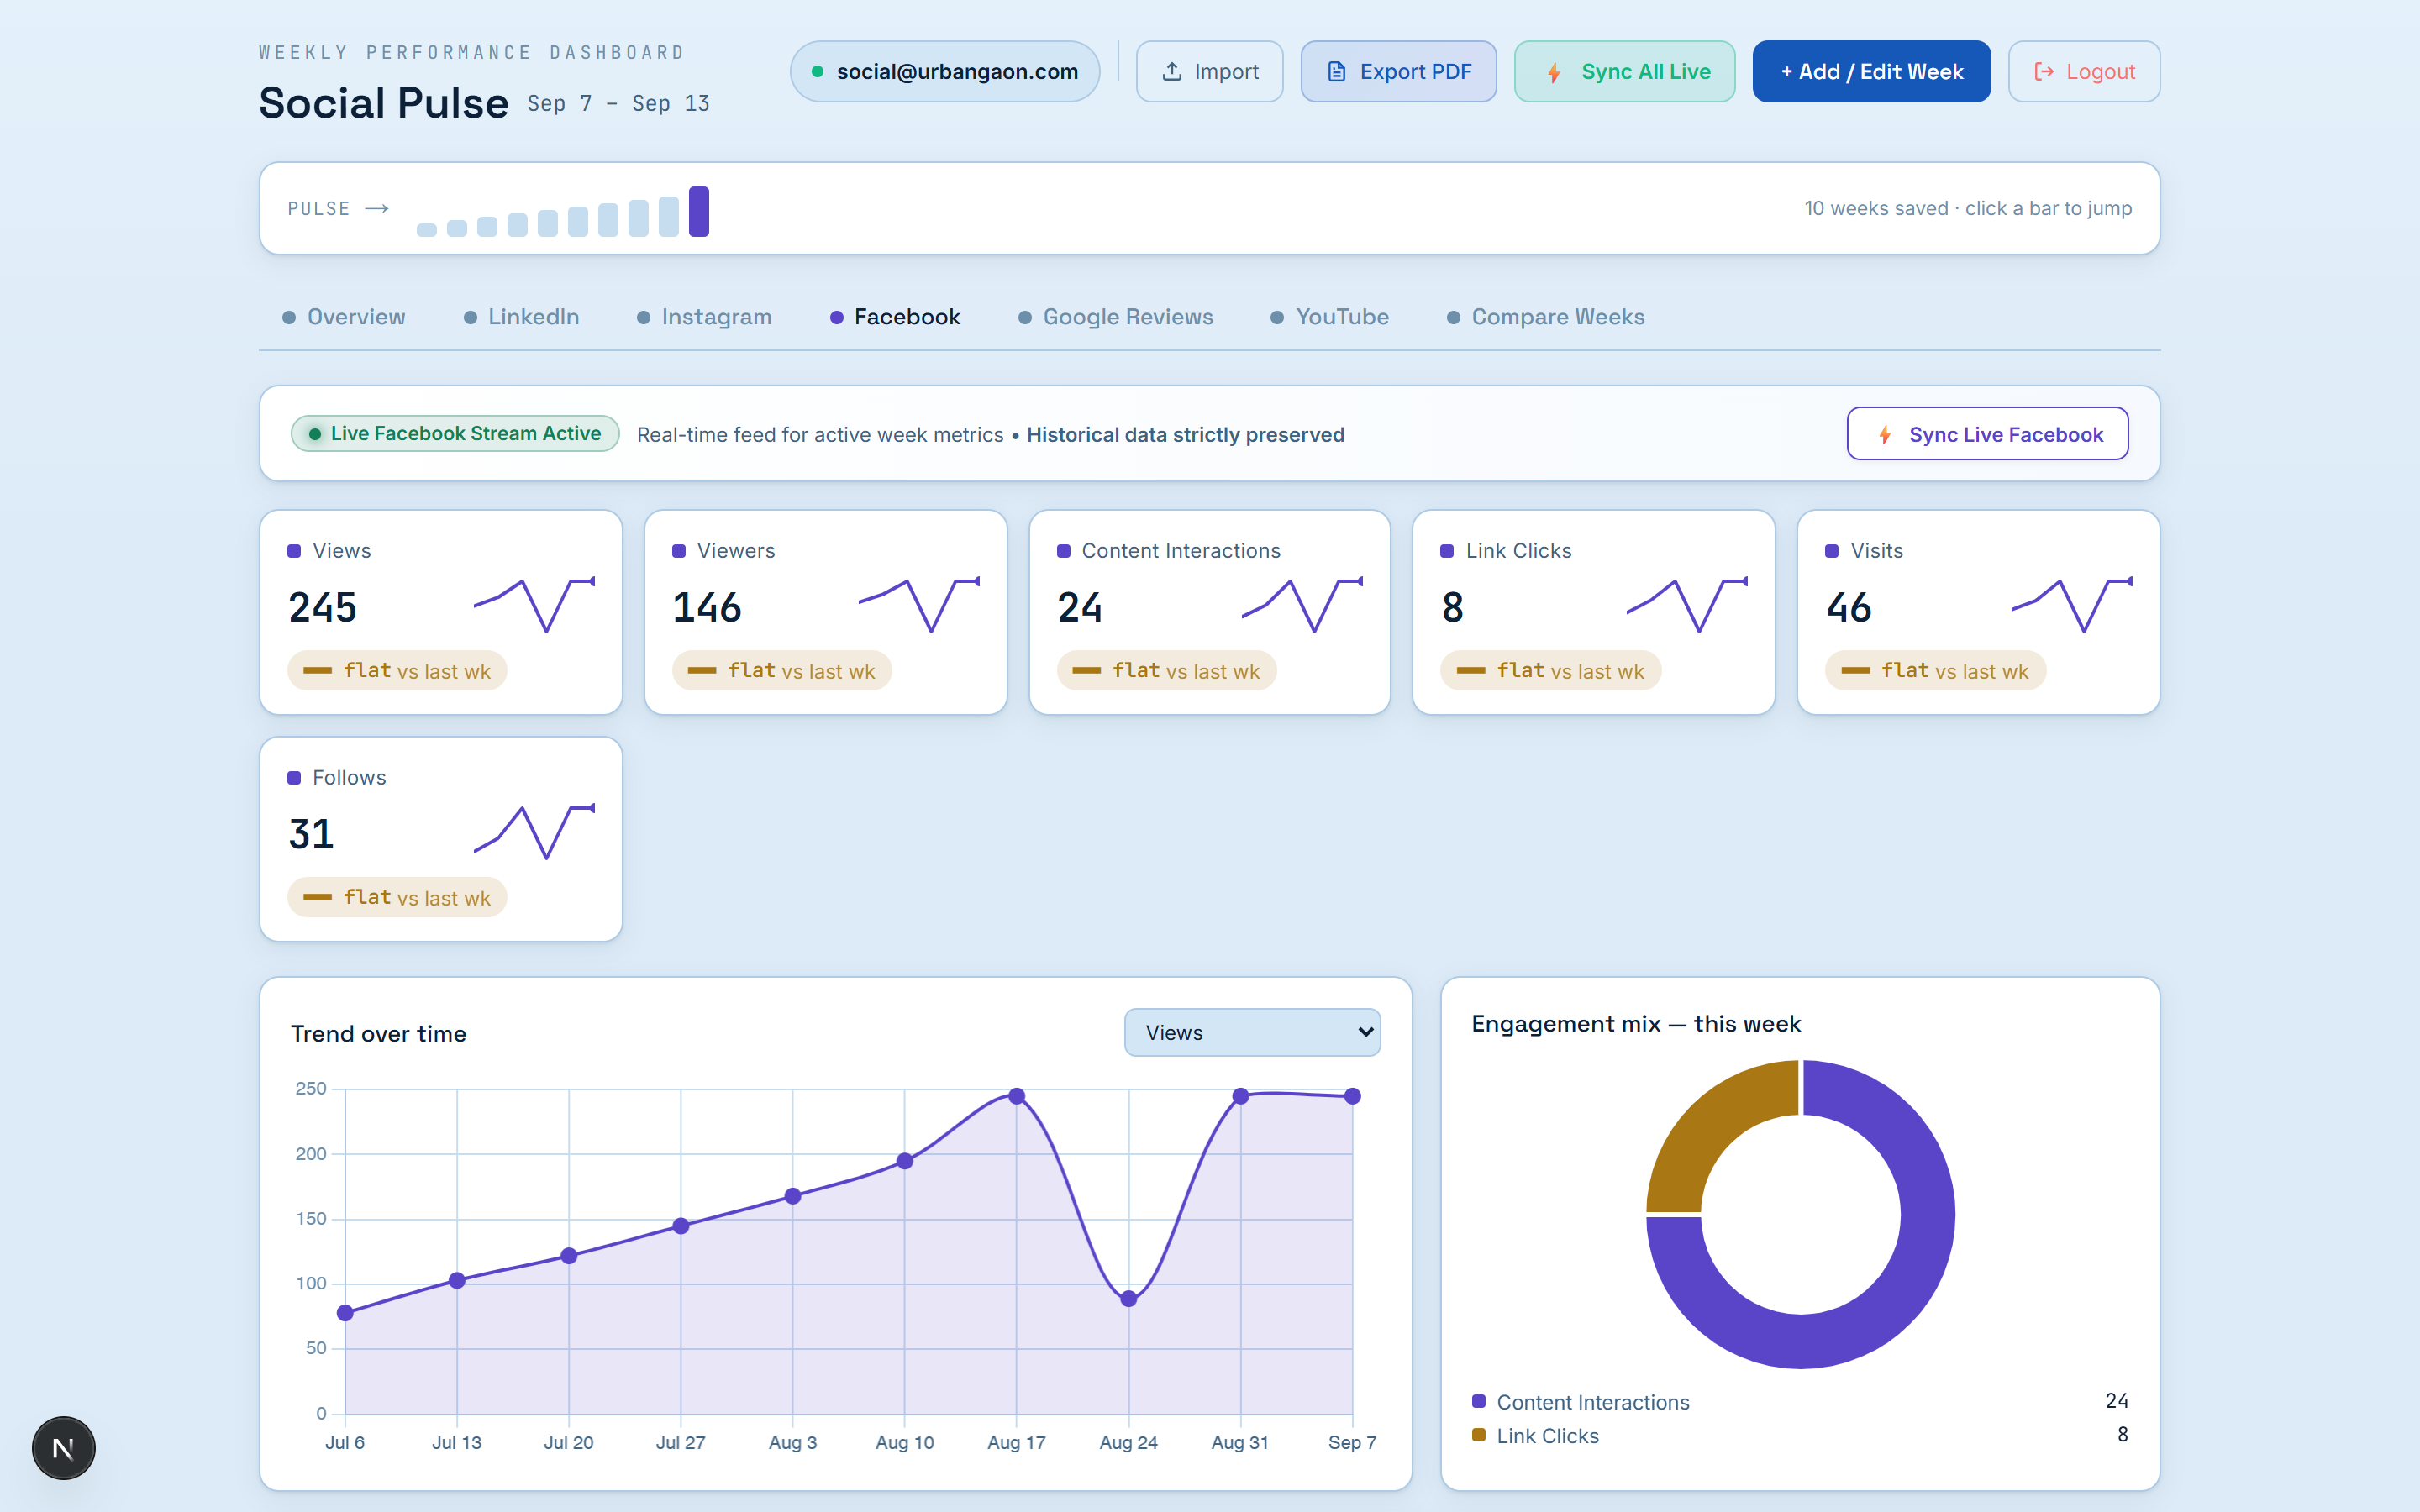 WEEKLY PERFORMANCE DASHBOARD
Social Pulse Sep 7 – Sep 13
social@urbangaon.com
Import
Export PDF
Sync All Live
+ Add / Edit Week
Logout
PULSE →
10 weeks saved · click a bar to jump
Overview
LinkedIn
Instagram
Facebook
Google Reviews
YouTube
Compare Weeks
Live Facebook Stream Active
Real-time feed for active week metrics • Historical data strictly preserved
Sync Live Facebook
Views
245
flat vs last wk
Viewers
146
flat vs last wk
Content Interactions
24
flat vs last wk
Link Clicks
8
flat vs last wk
Visits
46
flat vs last wk
Follows
31
flat vs last wk
Trend over time
Views
250
200
150
100
50
0
Jul 6 Jul 13 Jul 20 Jul 27 Aug 3 Aug 10 Aug 17 Aug 24 Aug 31 Sep 7
Engagement mix — this week
Content Interactions 24
Link Clicks 8
N